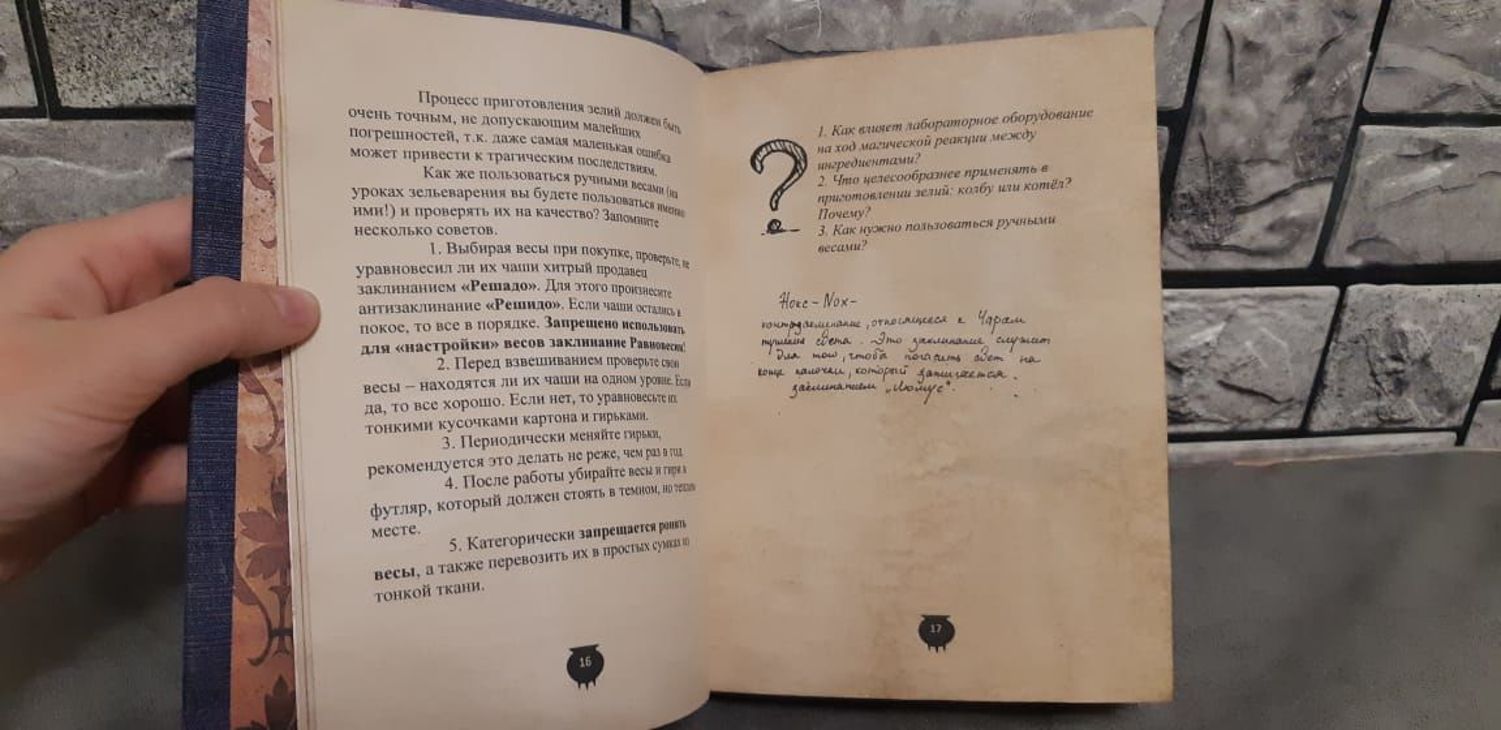 Процесс приготовления зелий должен быть
очень точным, не допускающим малейших
погрешностей, т.к. даже самая маленькая ошибка
может привести к трагическим последствиям.
Как же пользоваться ручными весами (на
уроках зельеварения вы будете пользоваться именно
ими!) и проверять их на качество? Запомните
несколько советов.
1. Выбирая весы при покупке, проверьте, не
уравновесил ли их чаши хитрый продавец
заклинанием «Решадо». Для этого произнесите
антизаклинание «Решидо». Если чаши остались в
покое, то все в порядке. Запрещено использовать
для «настройки» весов заклинание Равновесия!
2. Перед взвешиванием проверьте свои
весы – находятся ли их чаши на одном уровне. Если
да, то все хорошо. Если нет, то уравновесьте их
тонкими кусочками картона и гирьками.
3. Периодически меняйте гирьки,
рекомендуется это делать не реже, чем раз в год.
4. После работы убирайте весы и гири в
футляр, который должен стоять в темном, но теплом
месте.
5. Категорически запрещается ронять
весы, а также перевозить их в простых сумках из
тонкой ткани.
16
?
1. Как влияет лабораторное оборудование
на ход магической реакции между
ингредиентами?
2. Что целесообразнее применять в
приготовлении зелий: колбу или котёл?
Почему?
3. Как нужно пользоваться ручными
весами?
Нокс - Nox -
контрзаклинание, относящееся к Чарам
тушения света. Это заклинание служит
для того, чтобы погасить свет на
конце палочки, который зажигается
заклинанием „Люмус".
17